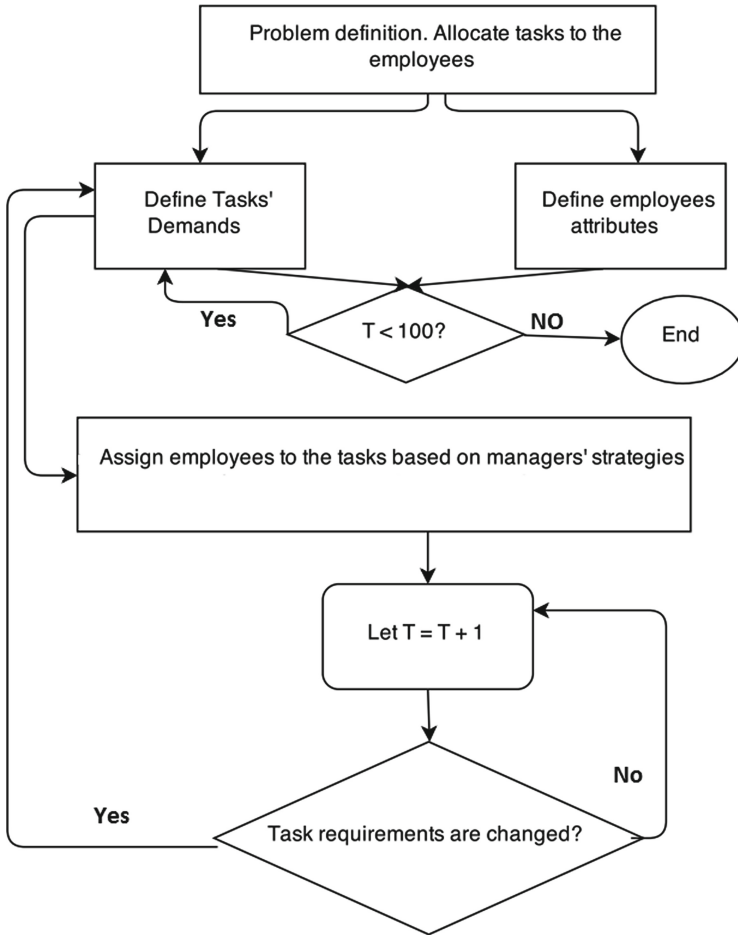 Problem definition. Allocate tasks to the
employees
Define Tasks'
Demands
Define employees
attributes
Yes
T < 100?
NO
End
Assign employees to the tasks based on managers' strategies
Let T = T + 1
No
Yes
Task requirements are changed?